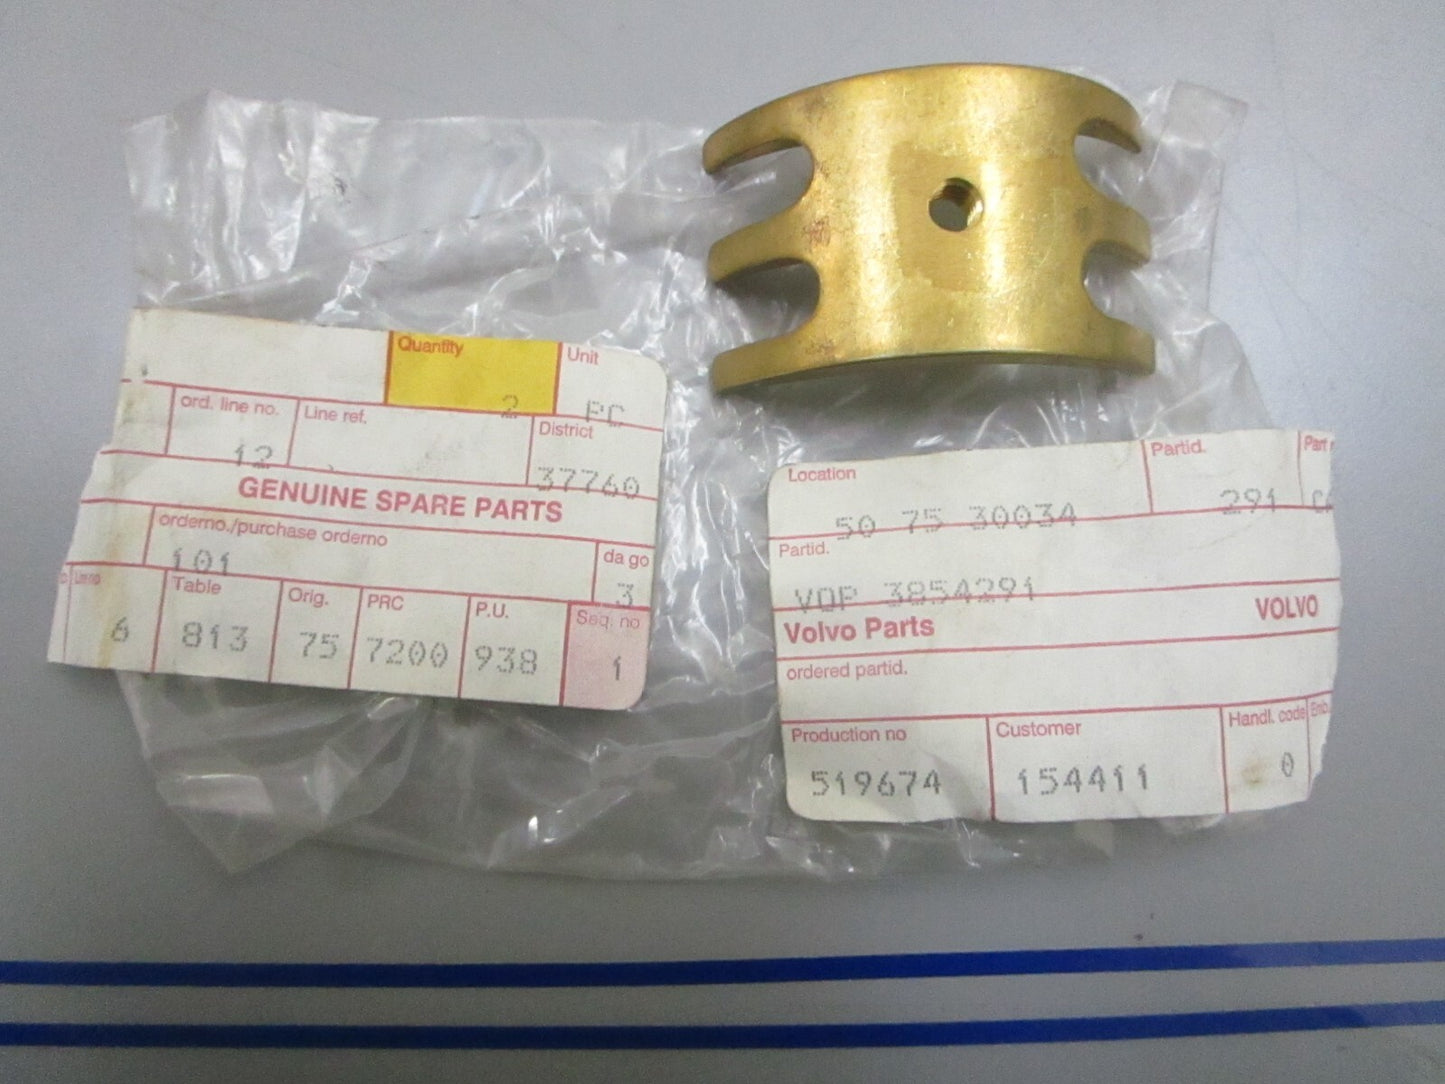 Quantity
Unit
2
PC
ord. line no.
Line ref.
District
12
37760
GENUINE SPARE PARTS
orderno./purchase orderno
da go
101
3
Table
Orig.
PRC
P.U.
Seq. no
6
813
75
7200
938
1
Location
Partid.
Part
50 75 30034
291
Partid.
VOP 3854291
Volvo Parts
VOLVO
ordered partid.
Production no
Customer
Handl. code
Emb.
519674
154411
0